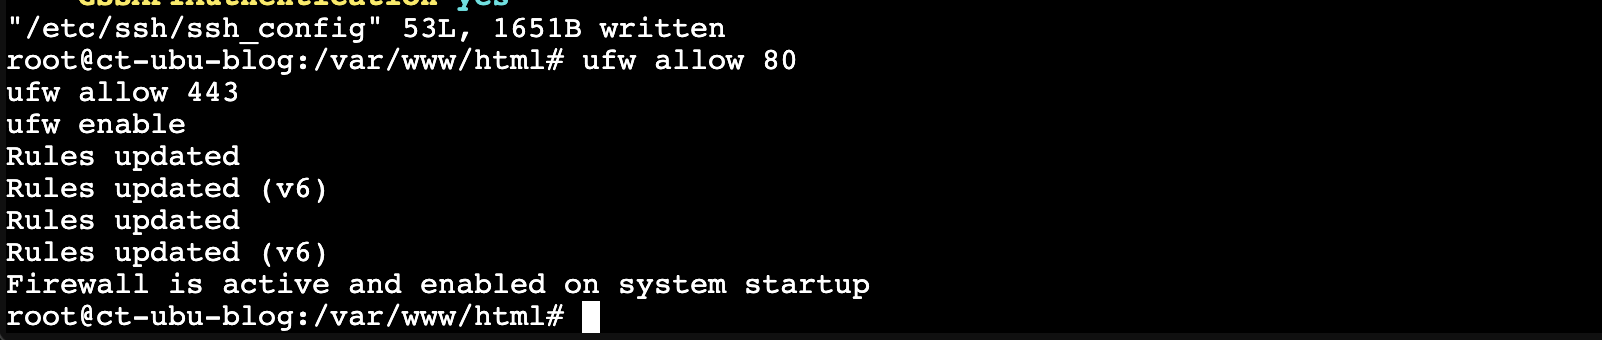 GSSAPIAuthentication yes
"/etc/ssh/ssh_config" 53L, 1651B written
root@ct-ubu-blog:/var/www/html# ufw allow 80
ufw allow 443
ufw enable
Rules updated
Rules updated (v6)
Rules updated
Rules updated (v6)
Firewall is active and enabled on system startup
root@ct-ubu-blog:/var/www/html#